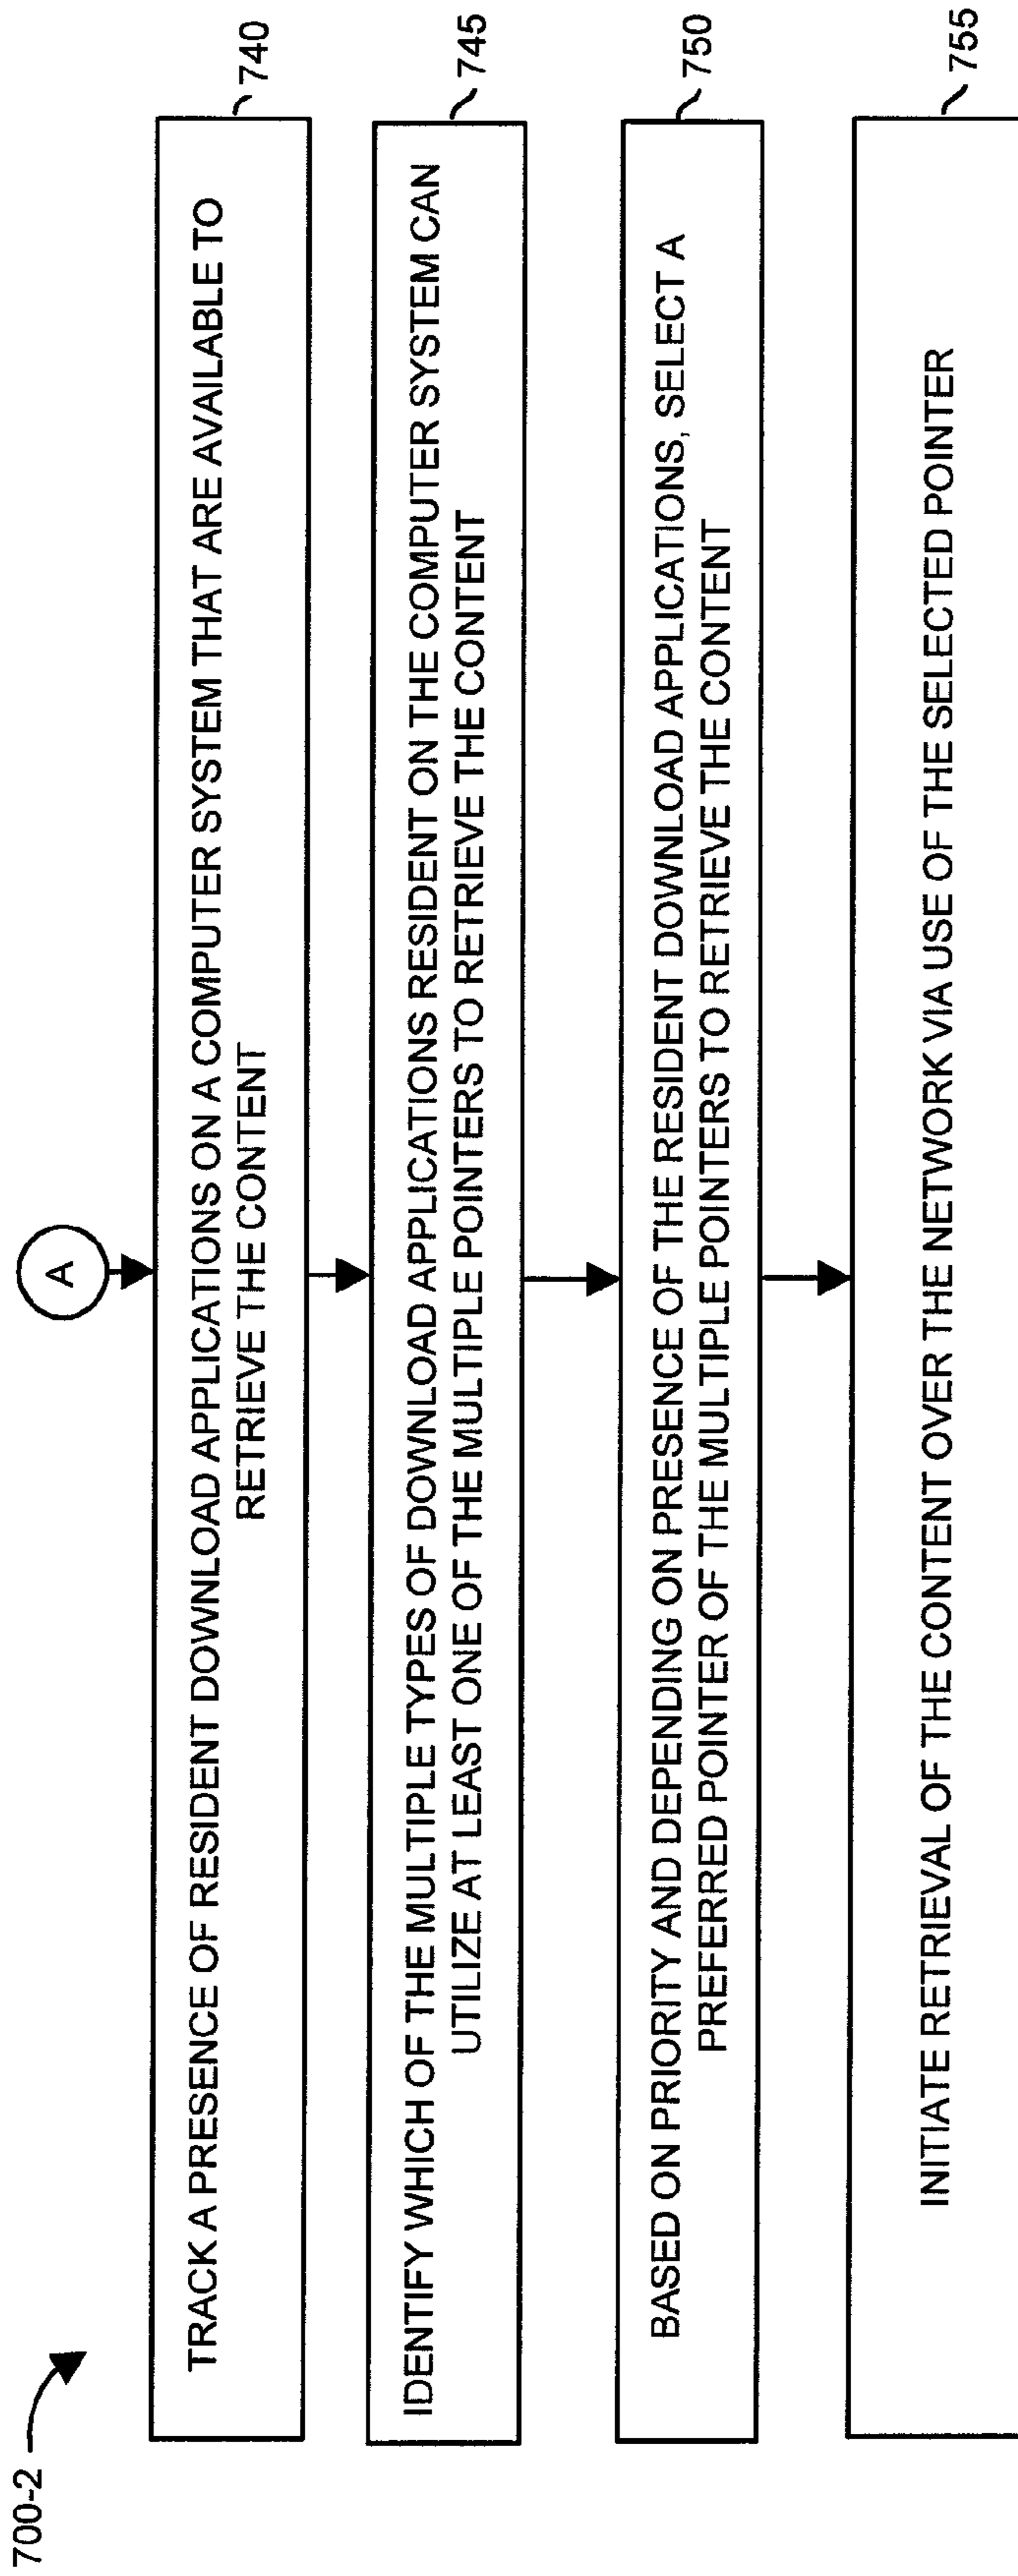 700-2
A
TRACK A PRESENCE OF RESIDENT DOWNLOAD APPLICATIONS ON A COMPUTER SYSTEM THAT ARE AVAILABLE TO
RETRIEVE THE CONTENT
740
IDENTIFY WHICH OF THE MULTIPLE TYPES OF DOWNLOAD APPLICATIONS RESIDENT ON THE COMPUTER SYSTEM CAN
UTILIZE AT LEAST ONE OF THE MULTIPLE POINTERS TO RETRIEVE THE CONTENT
745
BASED ON PRIORITY AND DEPENDING ON PRESENCE OF THE RESIDENT DOWNLOAD APPLICATIONS, SELECT A
PREFERRED POINTER OF THE MULTIPLE POINTERS TO RETRIEVE THE CONTENT
750
INITIATE RETRIEVAL OF THE CONTENT OVER THE NETWORK VIA USE OF THE SELECTED POINTER
755